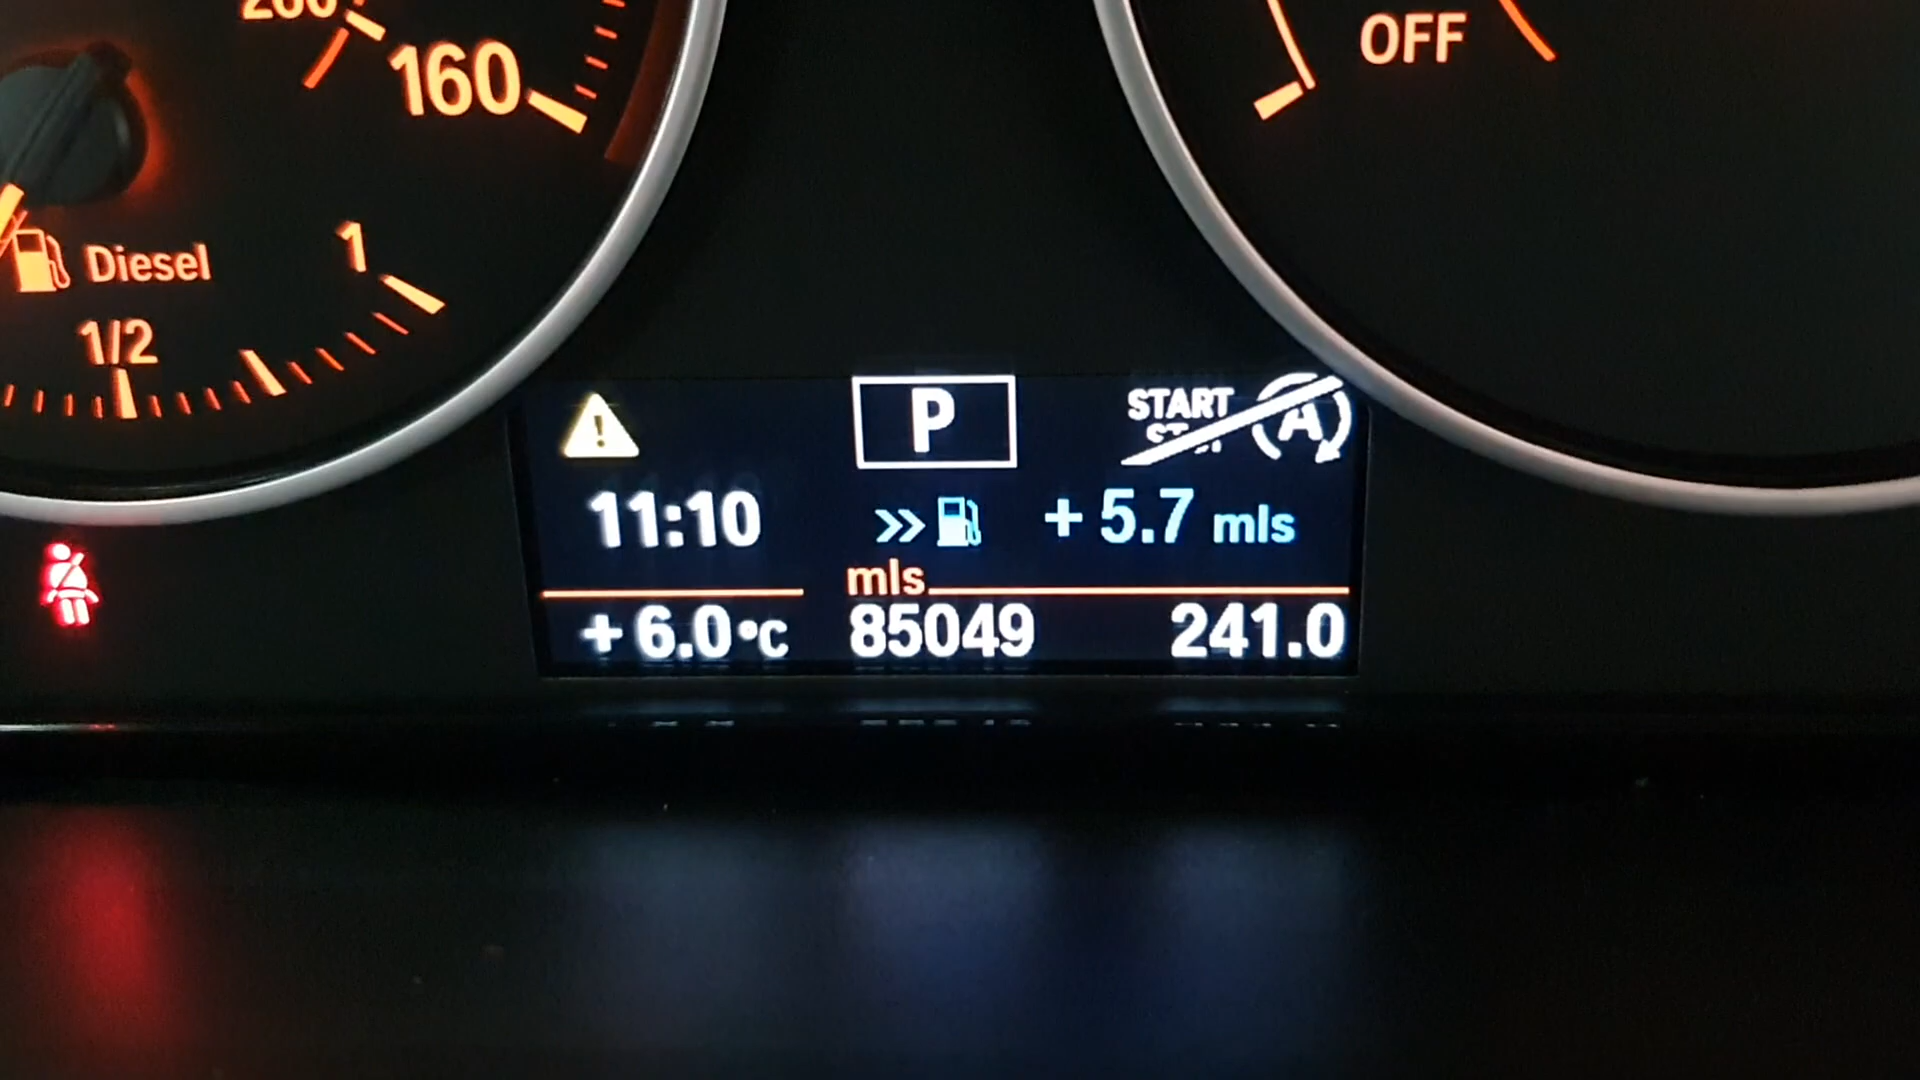 160
OFF
Diesel
1
1/2
P
START
11:10
+ 5.7 mls
mls
+6.0°C
85049
241.0